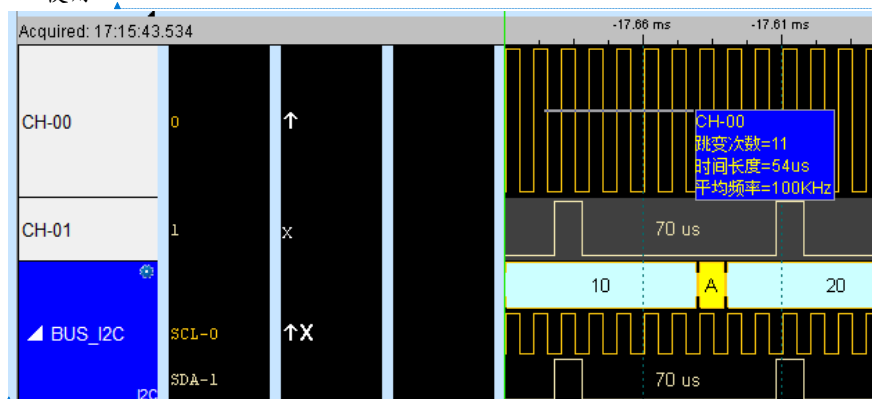 Acquired: 17:15:43.534
-17.66 ms
-17.61 ms
CH-00
0
↑
CH-00
跳变次数=11
时间长度=54us
平均频率=100KHz
CH-01
1
X
70 us
10
A
20
BUS_I2C
SCL-0
↑X
SDA-1
70 us
I2C